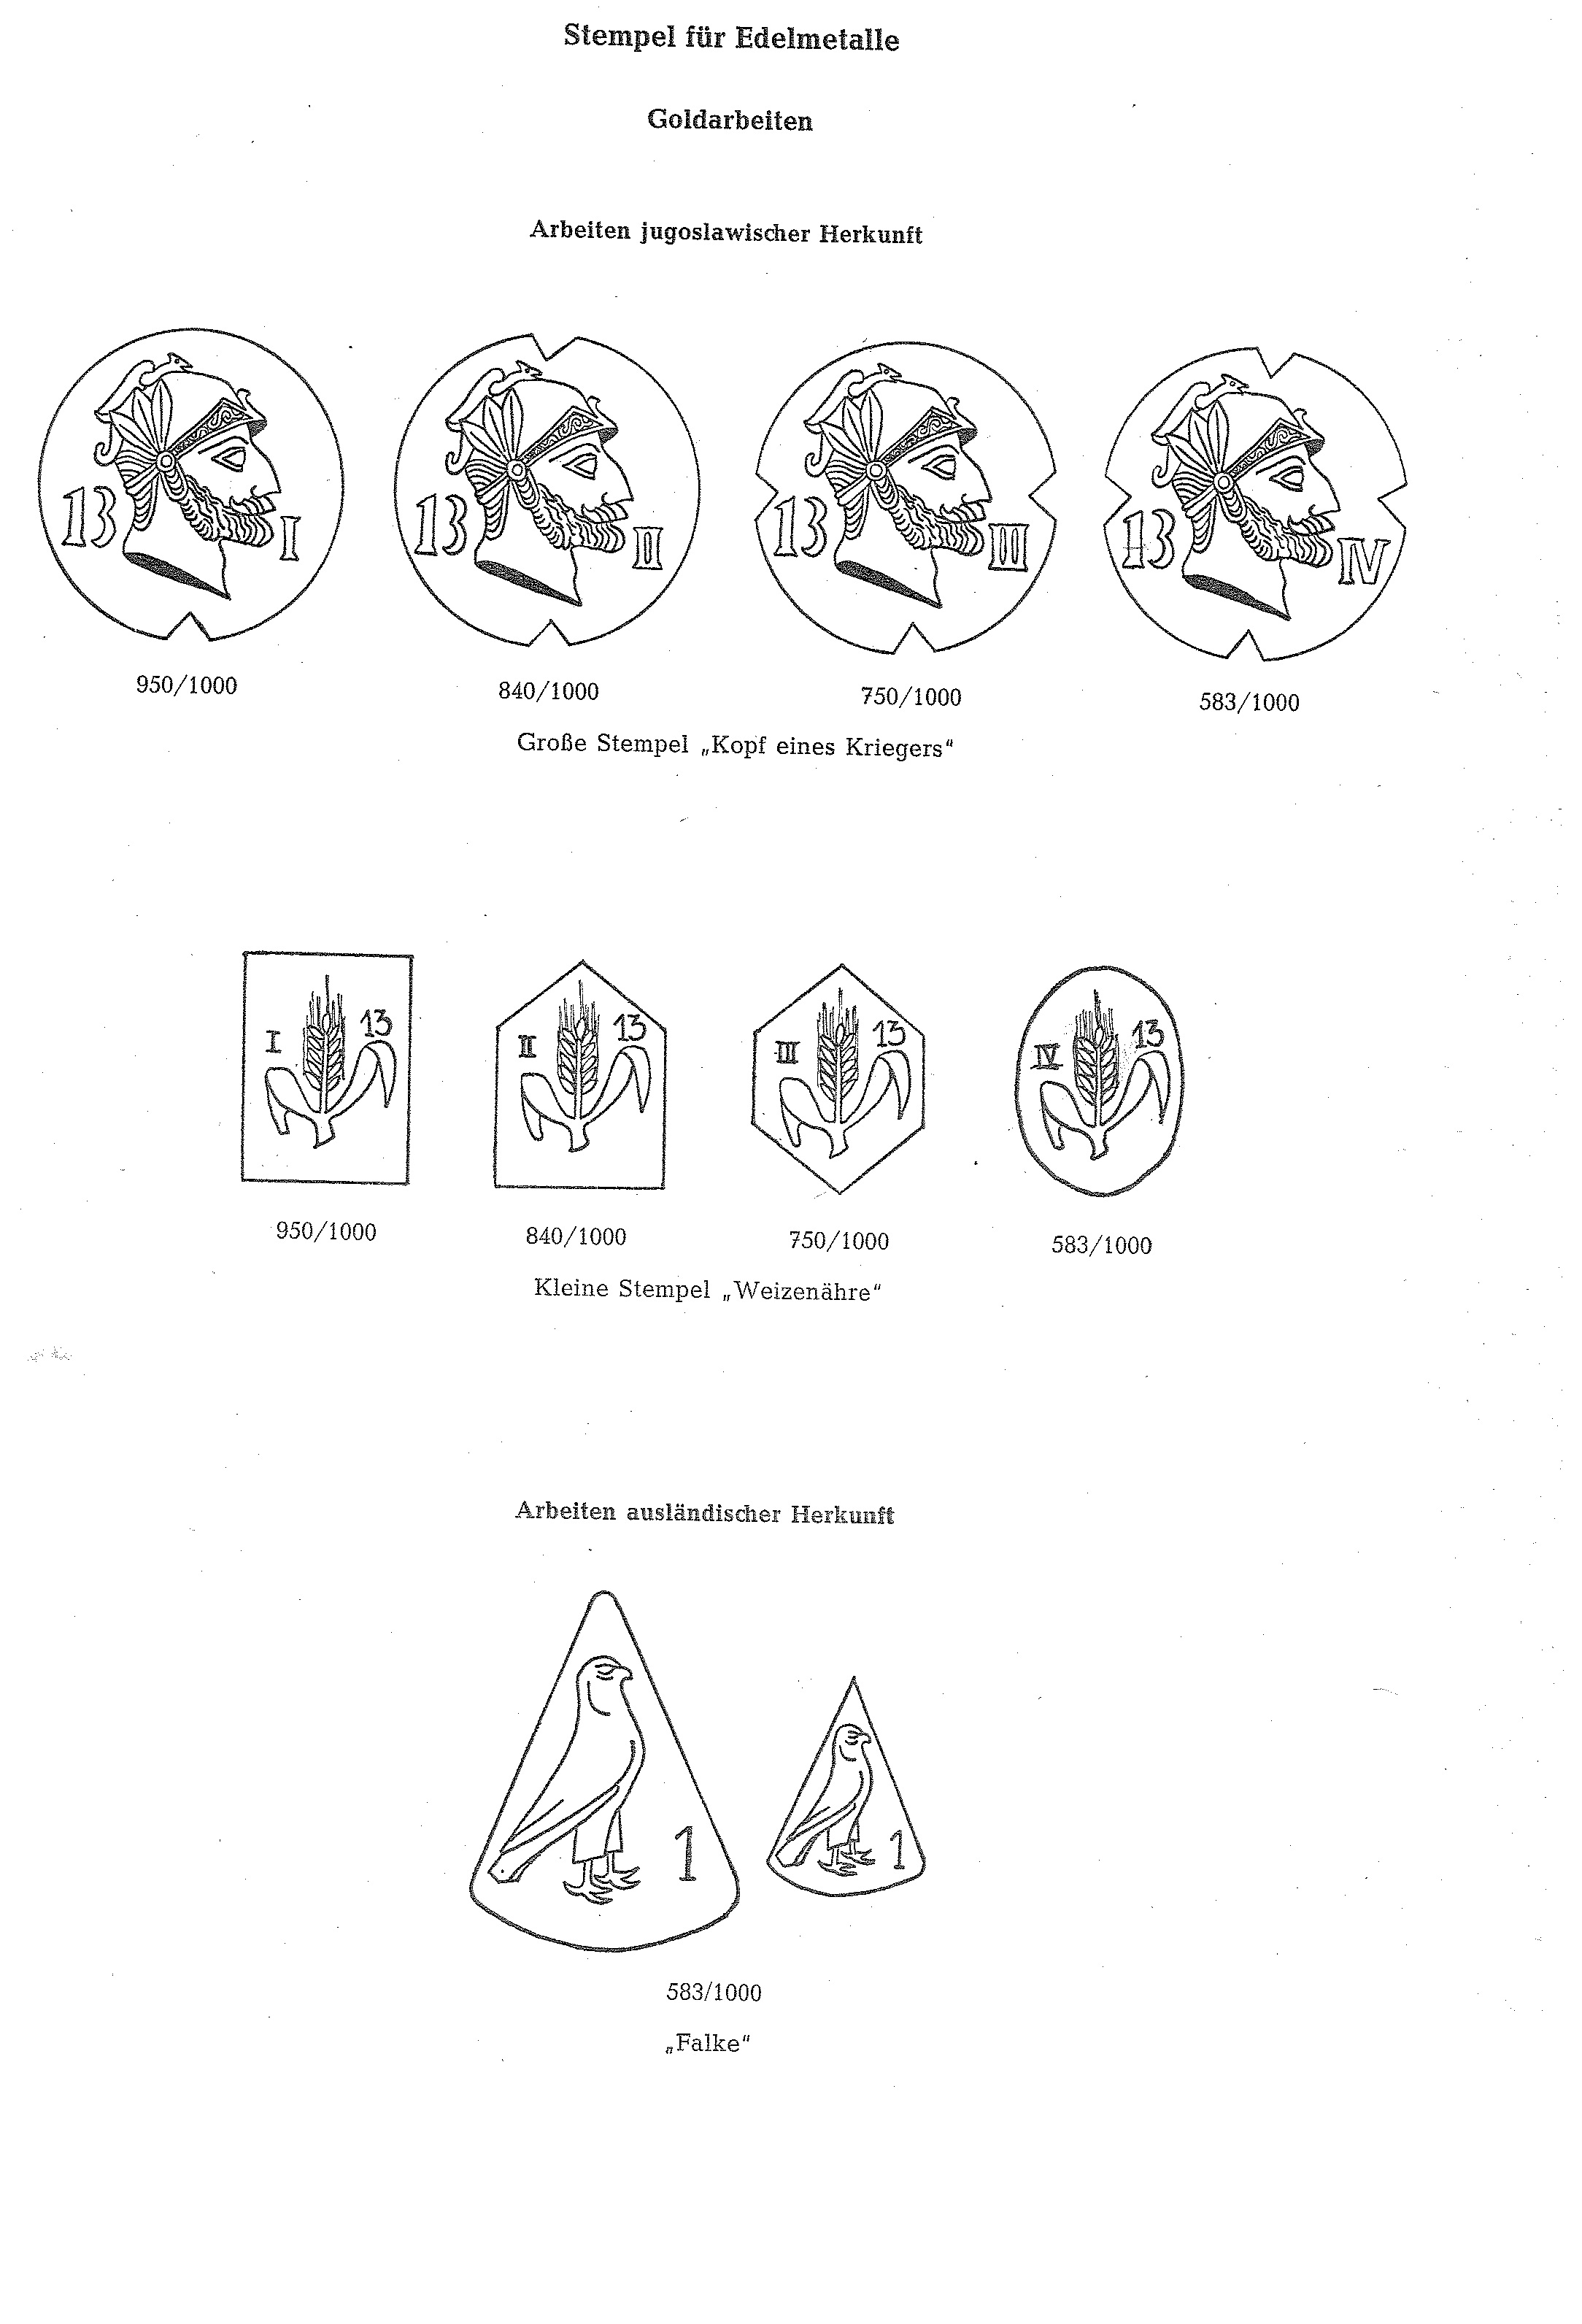 Stempel für Edelmetalle
Goldarbeiten
Arbeiten jugoslawischer Herkunft
13 I 13 II 13 III 13 IV
950/1000 840/1000 750/1000 583/1000
Große Stempel „Kopf eines Kriegers“
I 13 II 13 III 13 IV 13
950/1000 840/1000 750/1000 583/1000
Kleine Stempel „Weizenähre“
Arbeiten ausländischer Herkunft
1 1
583/1000
„Falke“